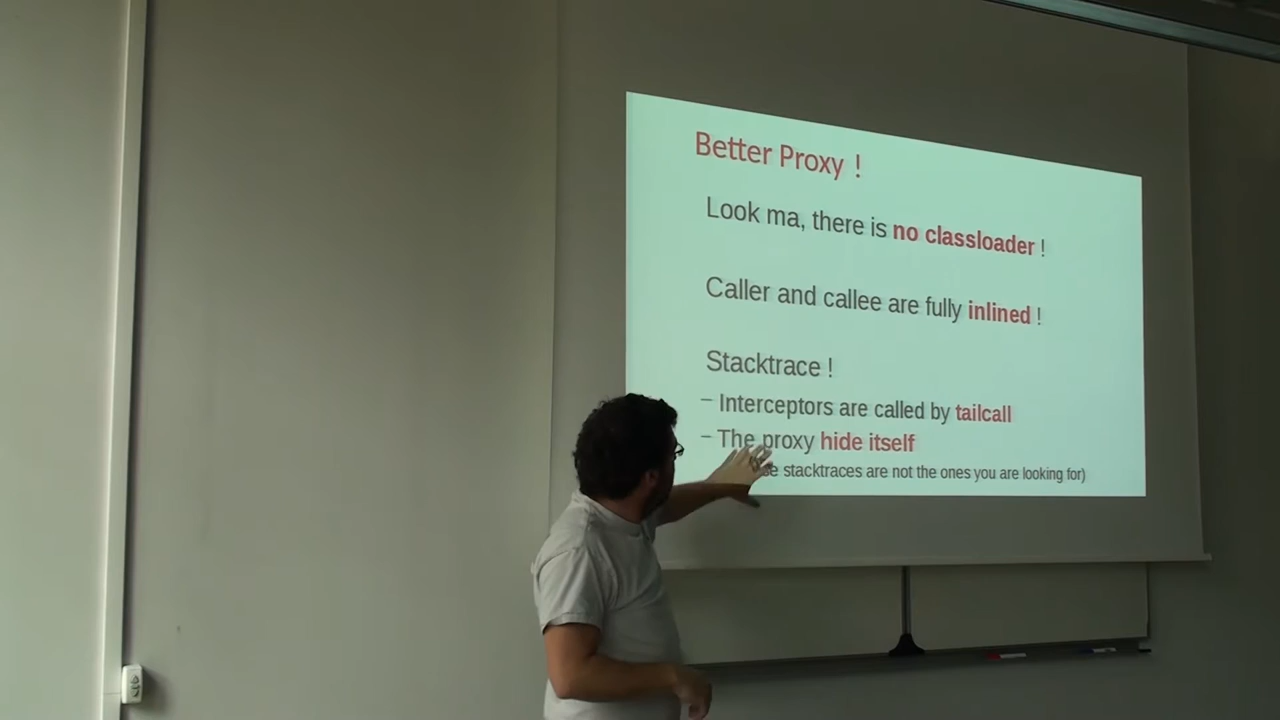 Better Proxy !
Look ma, there is no classloader !
Caller and callee are fully inlined !
Stacktrace !
– Interceptors are called by tailcall
– The proxy hide itself
stacktraces are not the ones you are looking for)